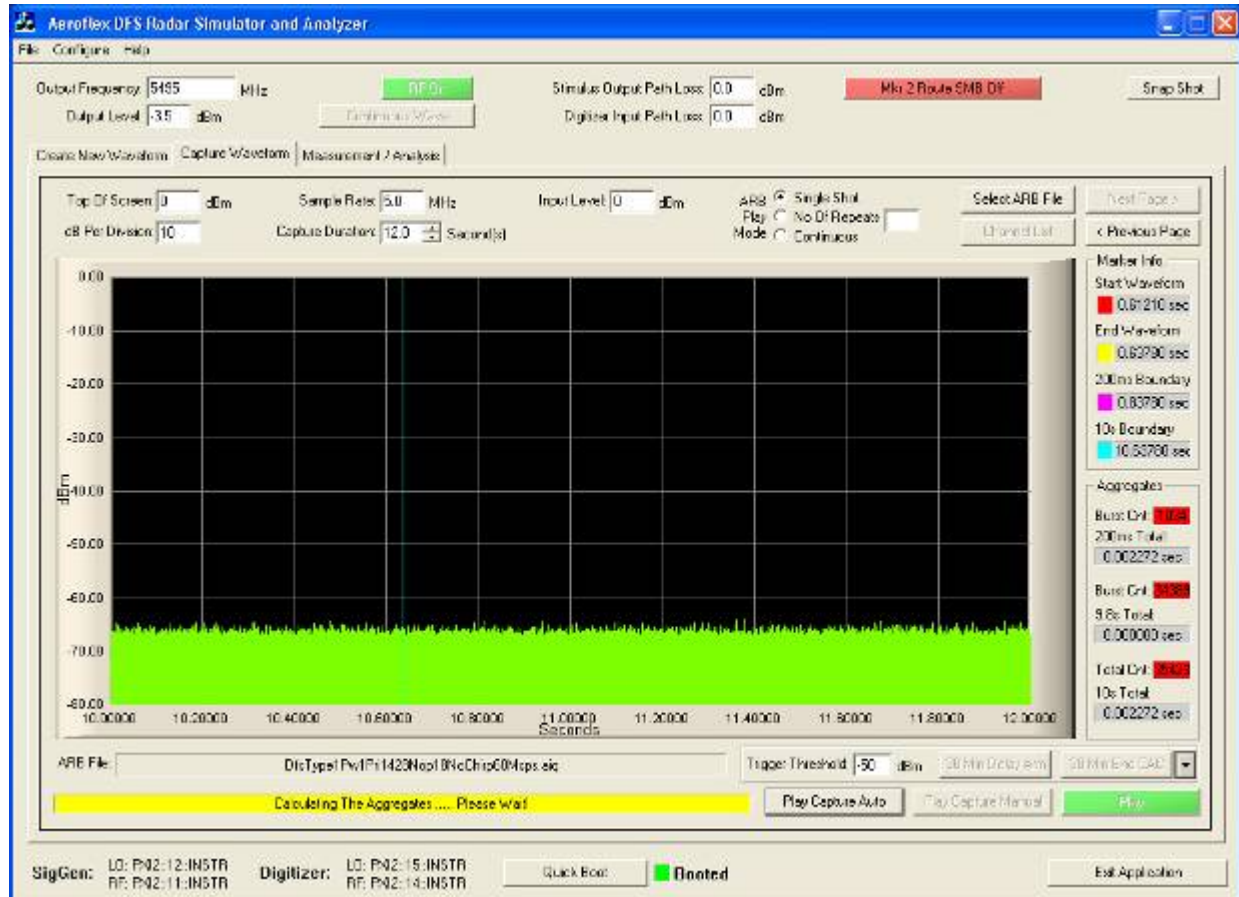 Aeroflex DFS Radar Simulator and Analyzer
File Configure Help
Output Frequency: 5495 MHz
RF On
Stimulus Output Path Loss: 0.0 dBm
Mkr 2 Route SMB Off
Snap Shot
Output Level: -3.5 dBm
Continuous Wave
Digitizer Input Path Loss: 0.0 dBm
Create New Waveform Capture Waveform Measurement / Analysis
Top Of Screen: 0 dBm
Sample Rate: 5.0 MHz
Input Level: 0 dBm
ARB Play Mode
Single Shot
No Of Repeats
Continuous
Select ARB File
Next Page >
dB Per Division: 10
Capture Duration: 12.0 Second(s)
Channel List
< Previous Page
0.00
-10.00
-20.00
-30.00
-40.00
-50.00
-60.00
-70.00
-80.00
dBm
10.00000 10.20000 10.40000 10.60000 10.80000 11.00000 11.20000 11.40000 11.60000 11.80000 12.00000
Seconds
Marker Info
Start Waveform
0.61210 sec
End Waveform
0.63780 sec
200ms Boundary
0.83780 sec
10s Boundary
10.63780 sec
Aggregates
Burst Cnt:
200ms Total
0.002272 sec
Burst Cnt:
9.8s Total:
0.000000 sec
Total Cnt:
10s Total:
0.002272 sec
ARB File:
Trigger Threshold: -50 dBm
Calculating The Aggregates ..... Please Wait
Play Capture Auto
Play Capture Manual
Play
SigGen: LO: PXI2::12::INSTR
RF: PXI2::11::INSTR
Digitizer: LO: PXI2::15::INSTR
RF: PXI2::14::INSTR
Quick Boot
Booted
Exit Application